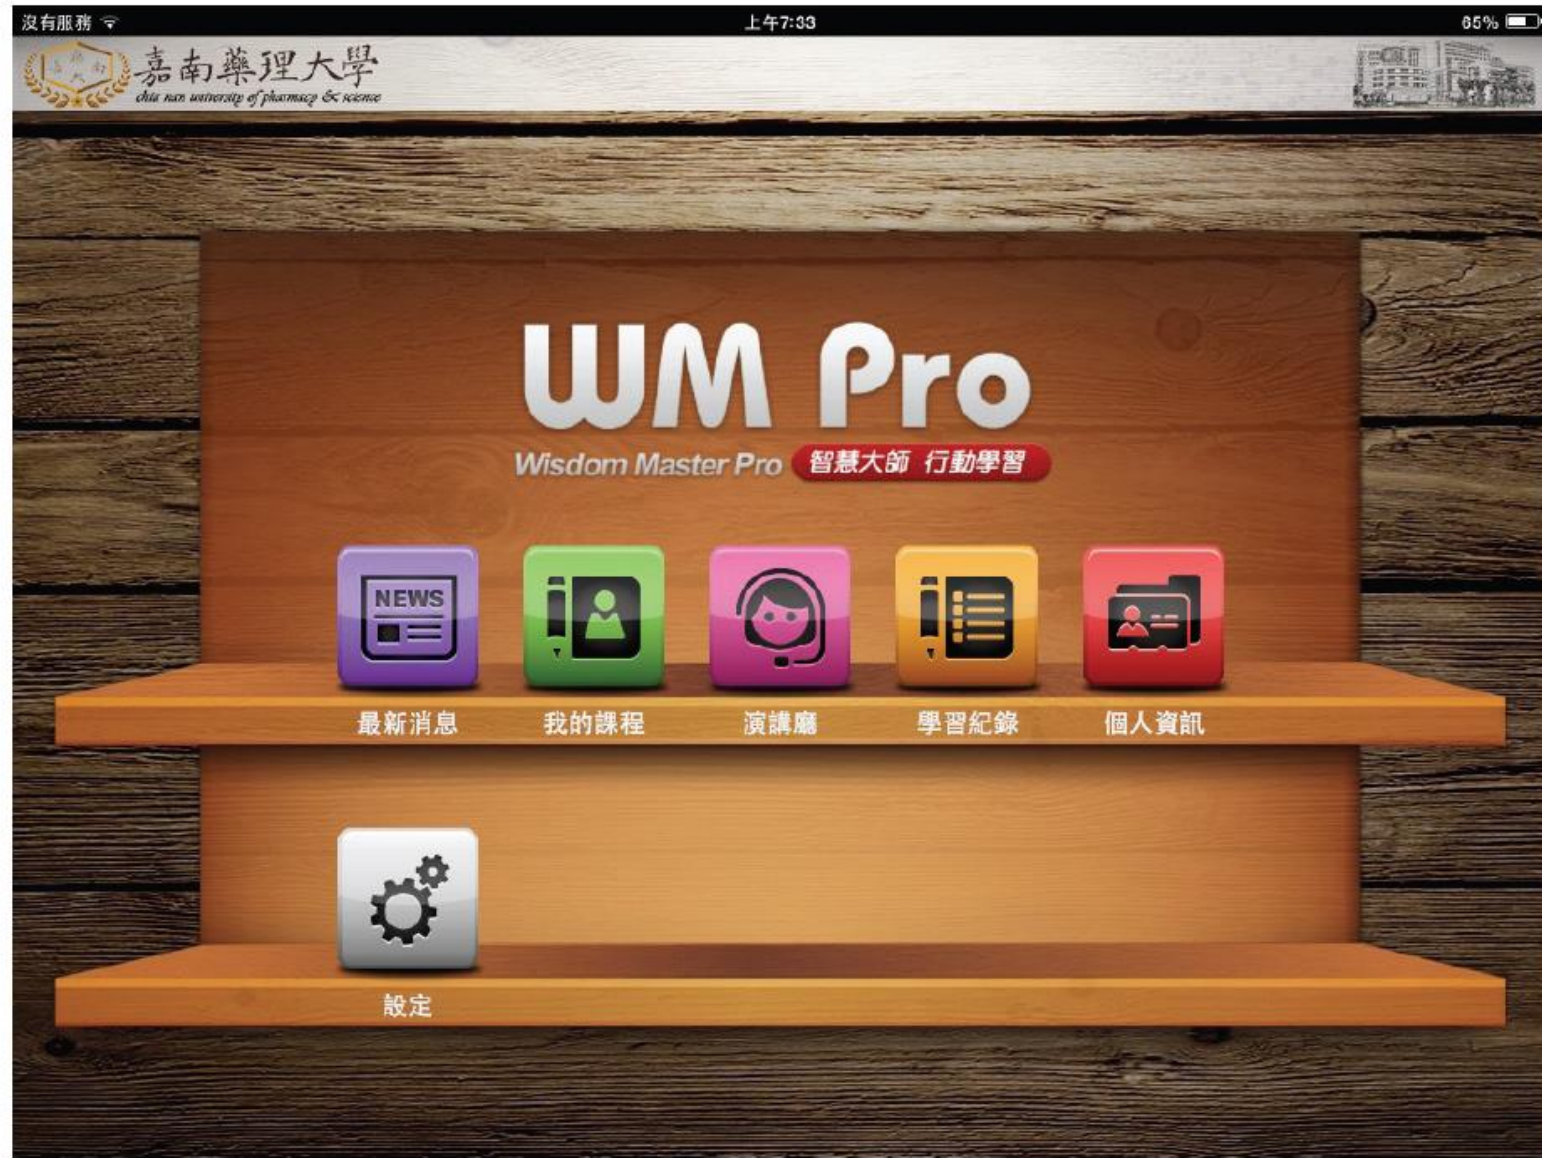 沒有服務
上午7:33
65%
嘉南藥理大學
chia nan university of pharmacy & science
WM Pro
Wisdom Master Pro 智慧大師 行動學習
NEWS
最新消息 我的課程 演講廳 學習紀錄 個人資訊
設定